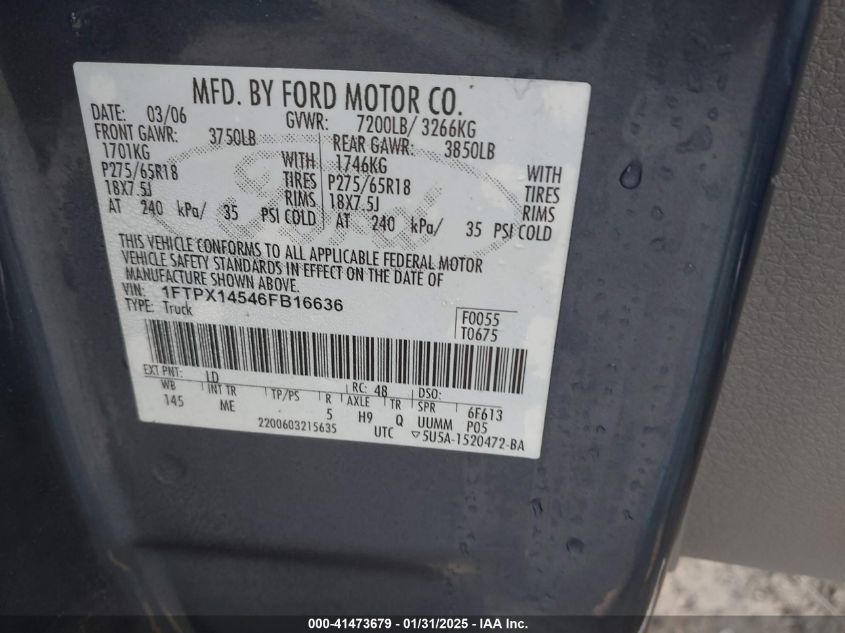 MFD. BY FORD MOTOR CO.
DATE: 03/06 GVWR: 7200LB/ 3266KG
FRONT GAWR: 3750LB REAR GAWR: 3850LB
1701KG WITH 1746KG WITH
P275/65R18 TIRES P275/65R18 TIRES
18X7.5J RIMS 18X7.5J RIMS
AT 240 kPa/ 35 PSI COLD AT 240 kPa/ 35 PSI COLD
THIS VEHICLE CONFORMS TO ALL APPLICABLE FEDERAL MOTOR
VEHICLE SAFETY STANDARDS IN EFFECT ON THE DATE OF
MANUFACTURE SHOWN ABOVE.
VIN: 1FTPX14546FB16636
TYPE: Truck
F0055
T0675
EXT PNT: LD RC: 48 DSO:
WB INT TR TP/PS R AXLE TR SPR 6F613
145 ME 5 H9 Q UUMM P05
2200603215635 UTC ▽5U5A-1520472-BA
Ford
000-41473679 - 01/31/2025 - IAA Inc.